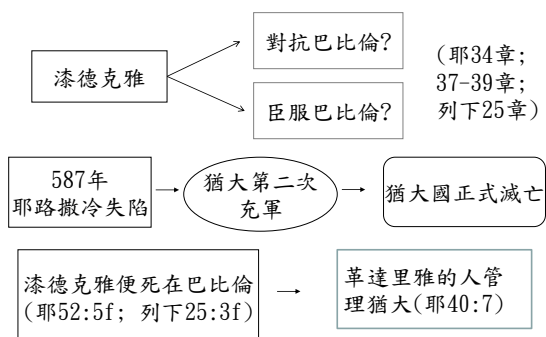 漆德克雅
對抗巴比倫?
臣服巴比倫?
(耶34章;
37-39章;
列下25章)
587年
耶路撒冷失陷
猶大第二次
充軍
猶大國正式滅亡
漆德克雅便死在巴比倫
(耶52:5f; 列下25:3f)
革達里雅的人管
理猶大(耶40:7)